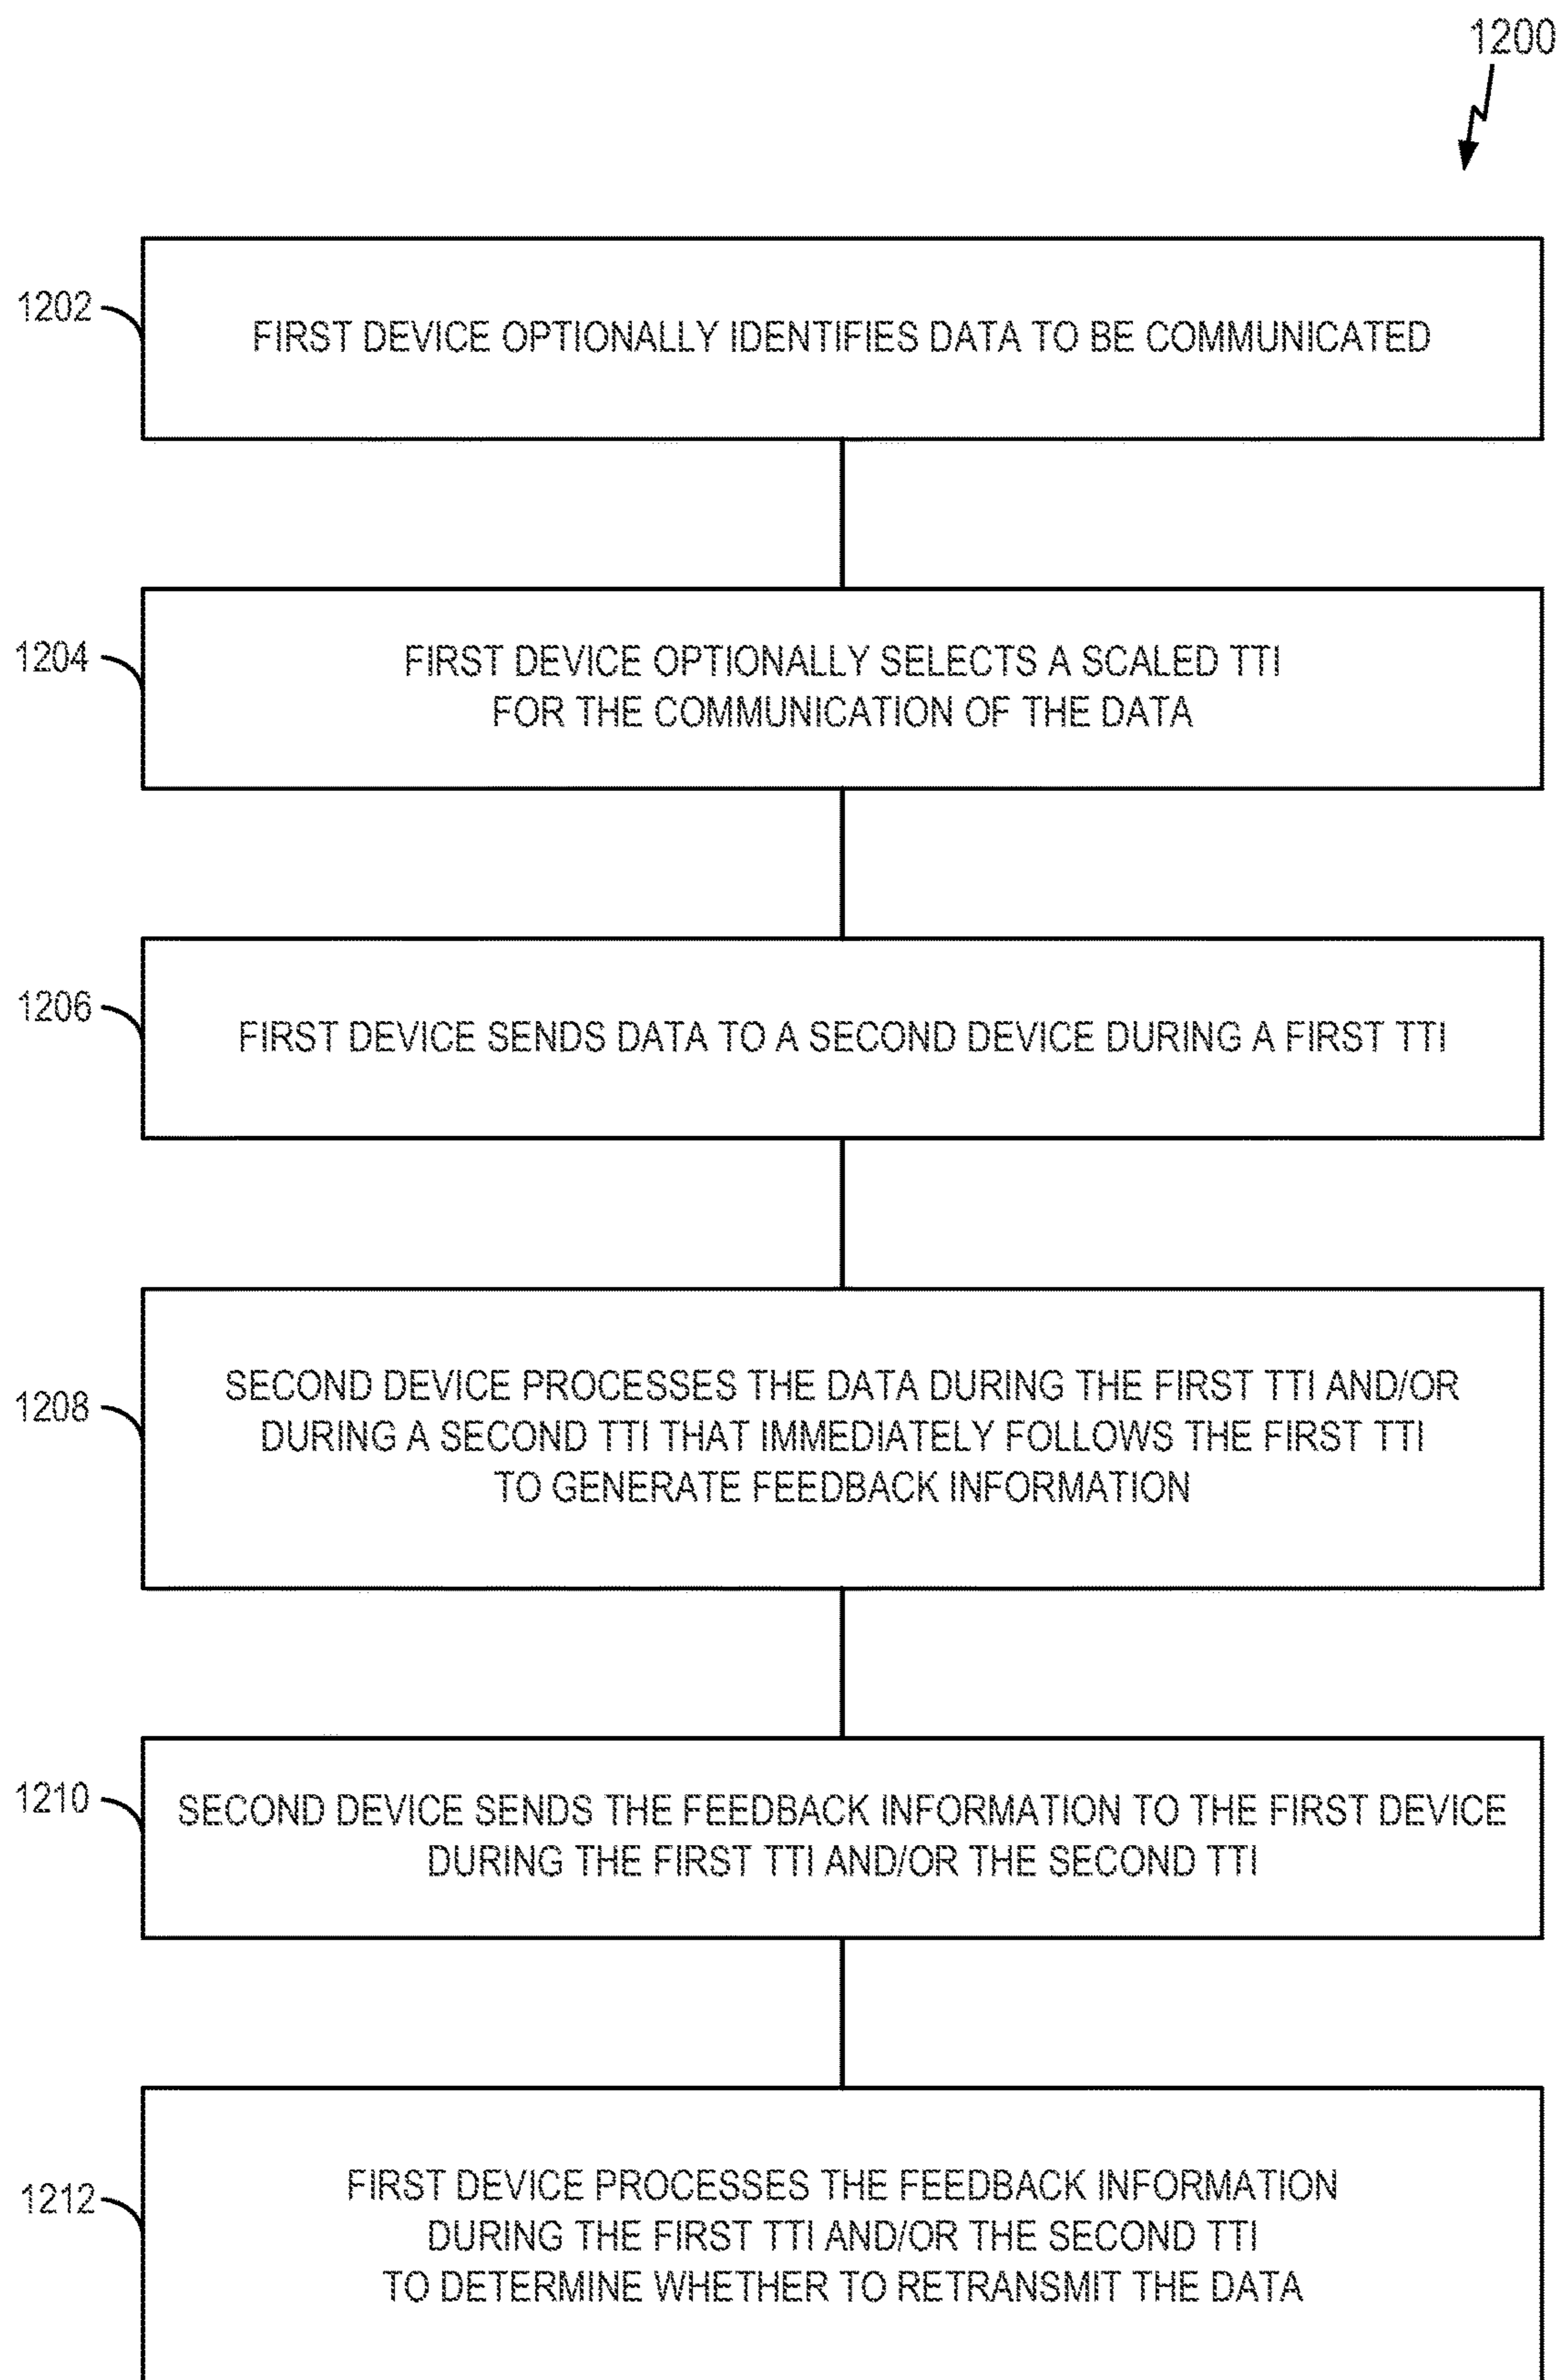 1200
1202
FIRST DEVICE OPTIONALLY IDENTIFIES DATA TO BE COMMUNICATED
1204
FIRST DEVICE OPTIONALLY SELECTS A SCALED TTI
FOR THE COMMUNICATION OF THE DATA
1206
FIRST DEVICE SENDS DATA TO A SECOND DEVICE DURING A FIRST TTI
1208
SECOND DEVICE PROCESSES THE DATA DURING THE FIRST TTI AND/OR
DURING A SECOND TTI THAT IMMEDIATELY FOLLOWS THE FIRST TTI
TO GENERATE FEEDBACK INFORMATION
1210
SECOND DEVICE SENDS THE FEEDBACK INFORMATION TO THE FIRST DEVICE
DURING THE FIRST TTI AND/OR THE SECOND TTI
1212
FIRST DEVICE PROCESSES THE FEEDBACK INFORMATION
DURING THE FIRST TTI AND/OR THE SECOND TTI
TO DETERMINE WHETHER TO RETRANSMIT THE DATA